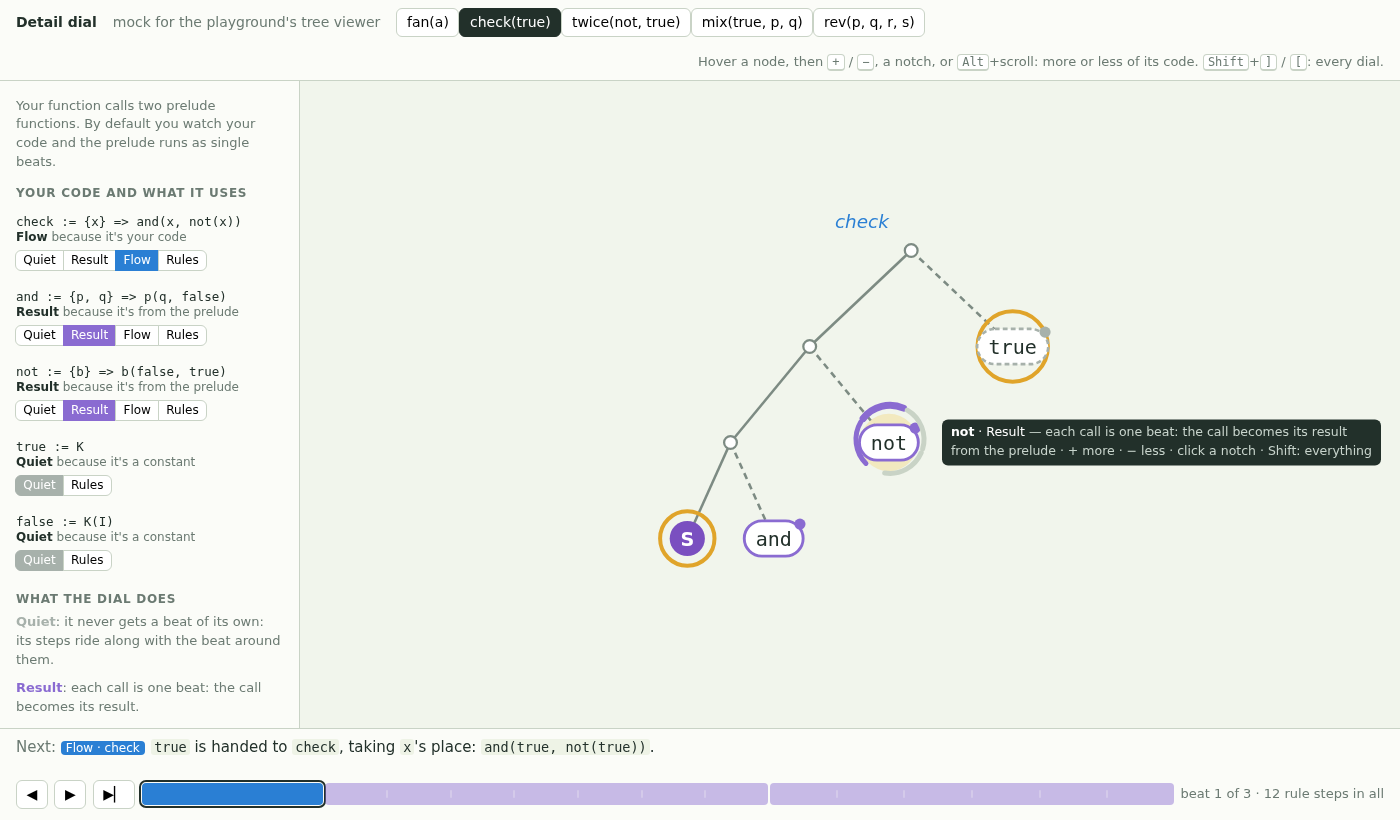 Detail dial mock for the playground's tree viewer fan(a) check(true) twice(not, true) mix(true, p, q) rev(p, q, r, s)
Hover a node, then + / −, a notch, or Alt+scroll: more or less of its code. Shift+] / [: every dial.
Your function calls two prelude
functions. By default you watch your
code and the prelude runs as single
beats.
YOUR CODE AND WHAT IT USES
check := {x} => and(x, not(x))
Flow because it's your code
Quiet Result Flow Rules
and := {p, q} => p(q, false)
Result because it's from the prelude
Quiet Result Flow Rules
not := {b} => b(false, true)
Result because it's from the prelude
Quiet Result Flow Rules
true := K
Quiet because it's a constant
Quiet Rules
false := K(I)
Quiet because it's a constant
Quiet Rules
WHAT THE DIAL DOES
Quiet: it never gets a beat of its own:
its steps ride along with the beat around
them.
Result: each call is one beat: the call
becomes its result.
check
true
not
not · Result — each call is one beat: the call becomes its result
from the prelude · + more · − less · click a notch · Shift: everything
S
and
Next: Flow · check true is handed to check, taking x's place: and(true, not(true)).
beat 1 of 3 · 12 rule steps in all